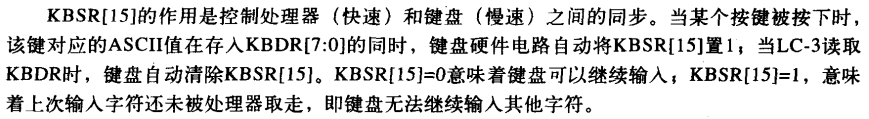 KBSR[15]的作用是控制处理器（快速）和键盘（慢速）之间的同步。当某个按键被按下时，
该键对应的ASCII值在存入KBDR[7:0]的同时，键盘硬件电路自动将KBSR[15]置1；当LC-3读取
KBDR时，键盘自动清除KBSR[15]。KBSR[15]=0意味着键盘可以继续输入；KBSR[15]=1，意味
着上次输入字符还未被处理器取走，即键盘无法继续输入其他字符。